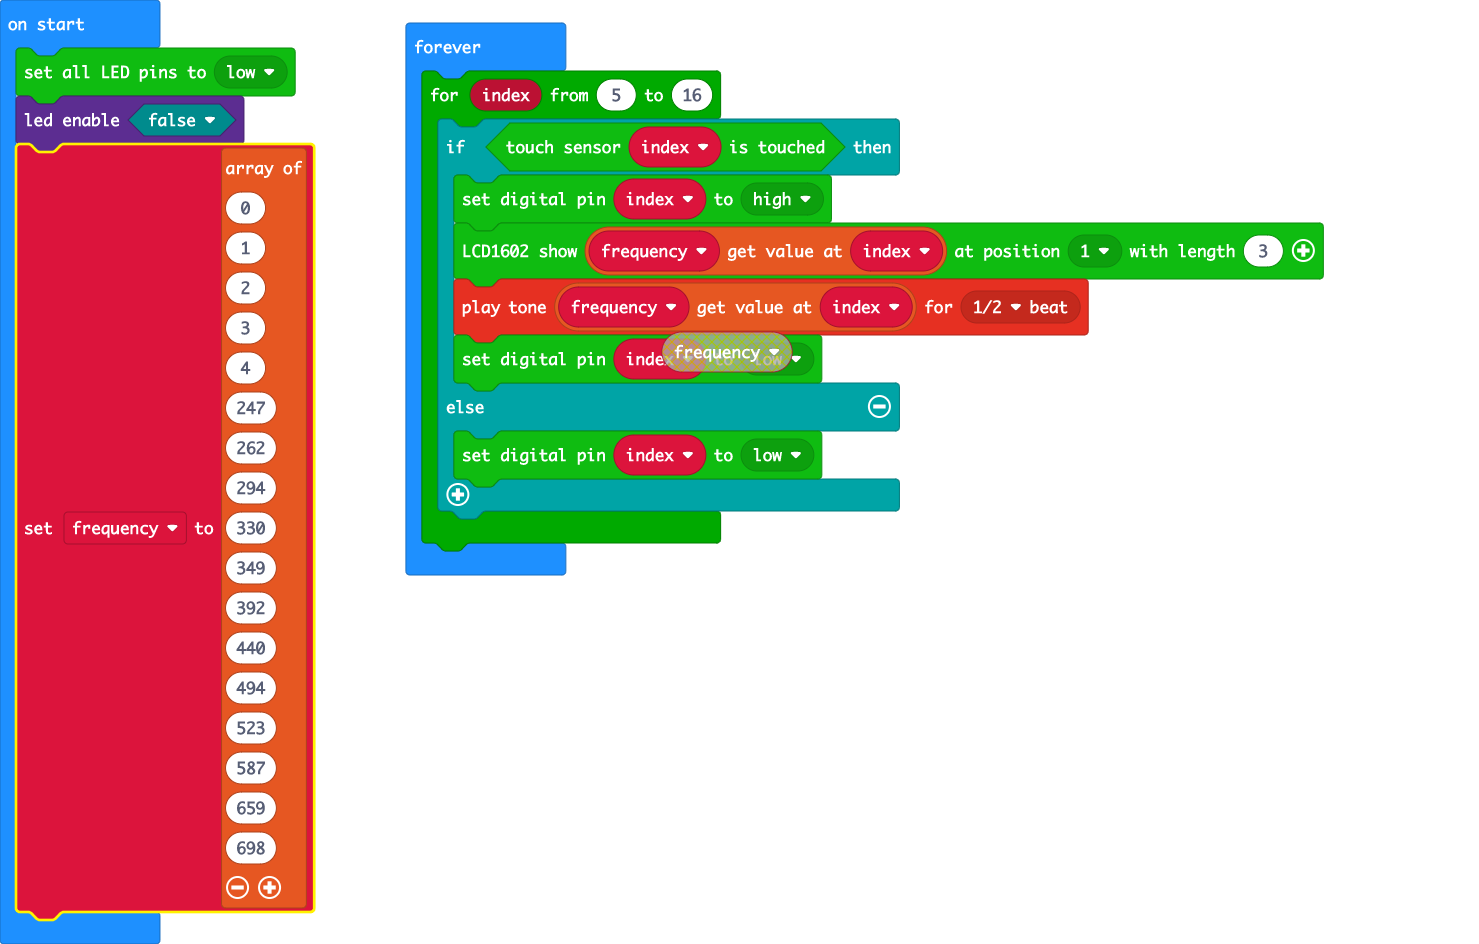 on start
set all LED pins to low
led enable false
set frequency to
array of
0
1
2
3
4
247
262
294
330
349
392
440
494
523
587
659
698
forever
for index from 5 to 16
if touch sensor index is touched then
set digital pin index to high
LCD1602 show frequency get value at index at position 1 with length 3
play tone frequency get value at index for 1/2 beat
set digital pin index to low
frequency
else
set digital pin index to low